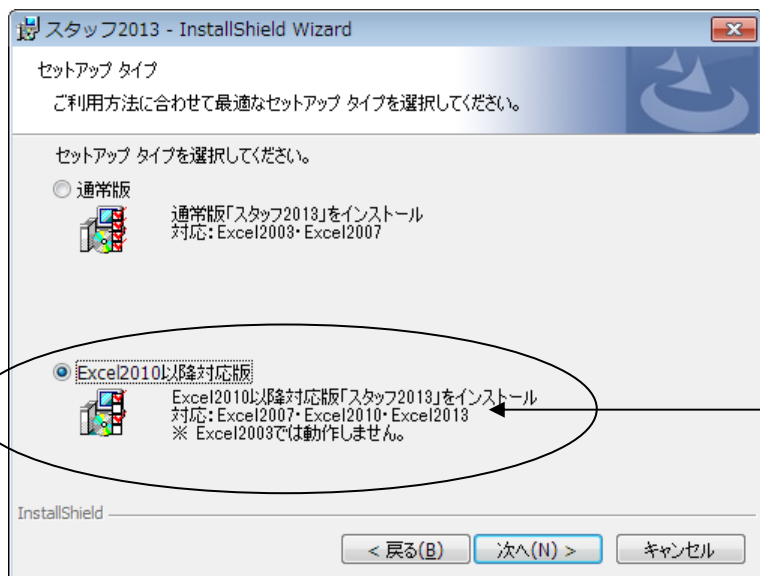 スタッフ2013 - InstallShield Wizard
セットアップ タイプ
ご利用方法に合わせて最適なセットアップ タイプを選択してください。
セットアップ タイプを選択してください。
通常版
通常版「スタッフ2013」をインストール
対応：Excel2003・Excel2007
Excel2010以降対応版
Excel2010以降対応版「スタッフ2013」をインストール
対応：Excel2007・Excel2010・Excel2013
※ Excel2003では動作しません。
InstallShield
< 戻る(B)
次へ(N) >
キャンセル